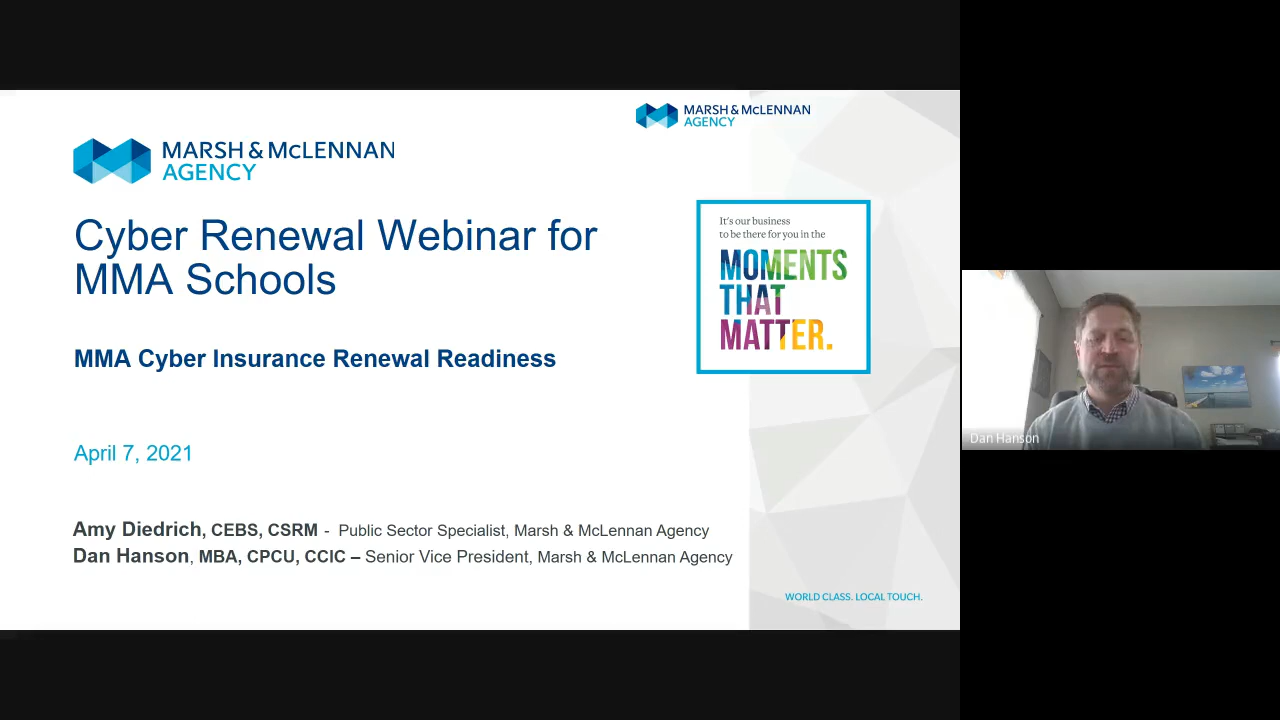 MARSH & McLENNAN
AGENCY
MARSH & McLENNAN
AGENCY
Cyber Renewal Webinar for
MMA Schools
It's our business
to be there for you in the
MOMENTS
THAT
MATTER.
MMA Cyber Insurance Renewal Readiness
April 7, 2021
Amy Diedrich, CEBS, CSRM - Public Sector Specialist, Marsh & McLennan Agency
Dan Hanson, MBA, CPCU, CCIC – Senior Vice President, Marsh & McLennan Agency
WORLD CLASS. LOCAL TOUCH.
Dan Hanson